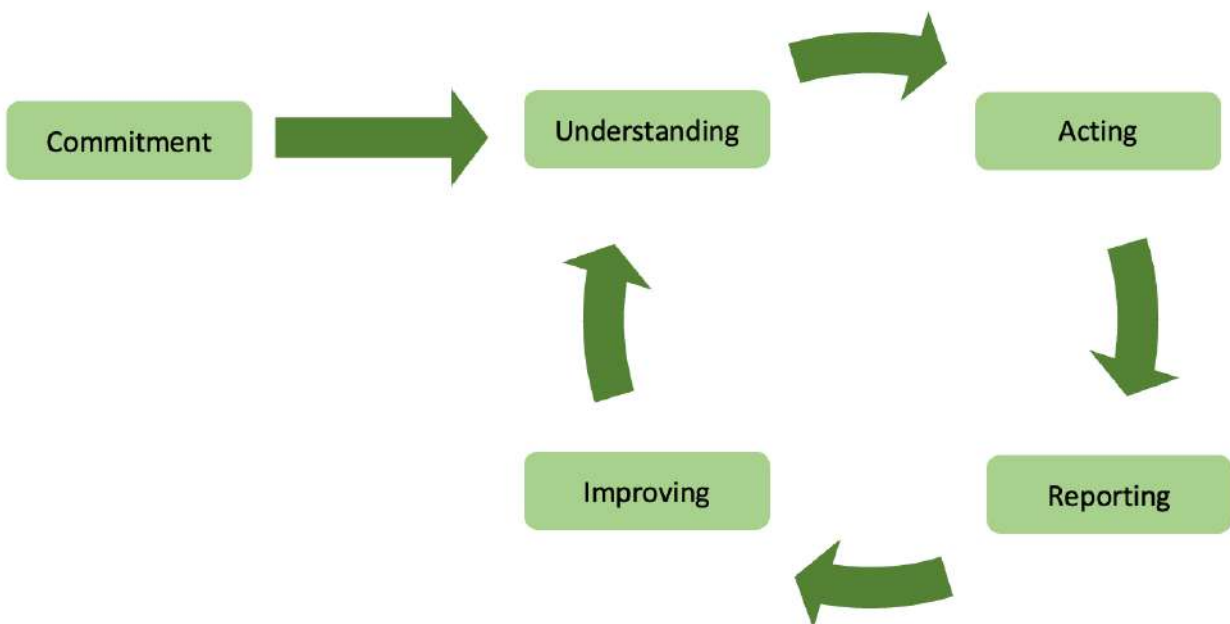 Commitment
Understanding
Acting
Reporting
Improving